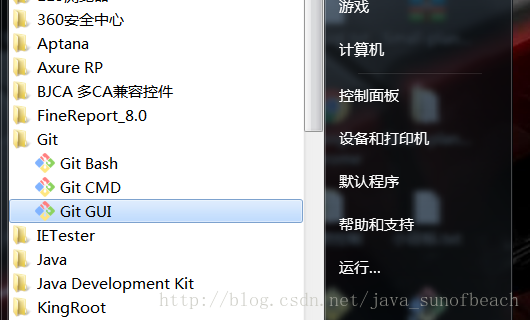 360安全中心
Aptana
Axure RP
BJCA 多CA兼容控件
FineReport_8.0
Git
Git Bash
Git CMD
Git GUI
IETester
Java
Java Development Kit
KingRoot
游戏
计算机
控制面板
设备和打印机
默认程序
帮助和支持
运行...
http://blog.csdn.net/java_sunofbeach